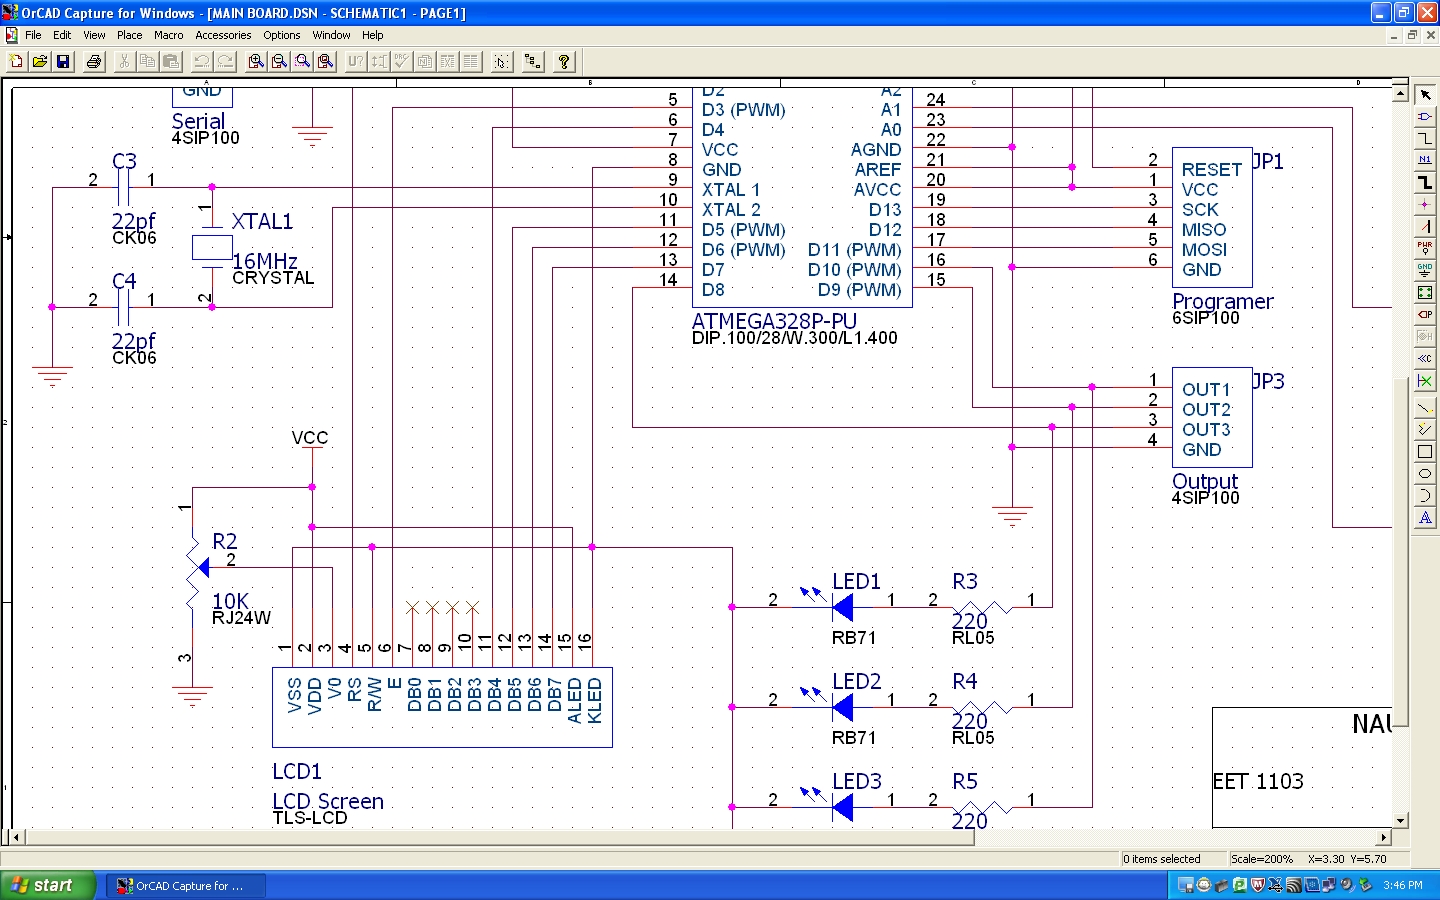 OrCAD Capture for Windows - [MAIN BOARD.DSN - SCHEMATIC1 - PAGE1]
File Edit View Place Macro Accessories Options Window Help
U?
DRC
A B C D
GND
Serial
4SIP100
C3
2 1
22pf
CK06
1
XTAL1
16MHz
CRYSTAL
2
C4
2 1
22pf
CK06
5 D2 A2 24
6 D3 (PWM) A1 23
7 D4 A0 22
8 VCC AGND 21
9 GND AREF 20
10 XTAL 1 AVCC 19
11 XTAL 2 D13 18
12 D5 (PWM) D12 17
13 D6 (PWM) D11 (PWM) 16
14 D7 D10 (PWM) 15
D8 D9 (PWM)
ATMEGA328P-PU
DIP.100/28/W.300/L1.400
JP1
2 RESET
1 VCC
3 SCK
4 MISO
5 MOSI
6 GND
Programer
6SIP100
JP3
1 OUT1
2 OUT2
3 OUT3
4 GND
Output
4SIP100
VCC
1
R2
2
10K
RJ24W
3
1 2 3 4 5 6 7 8 9 10 11 12 13 14 15 16
VSS VDD V0 RS R/W E DB0 DB1 DB2 DB3 DB4 DB5 DB6 DB7 ALED KLED
LCD1
LCD Screen
TLS-LCD
LED1 R3
2 1 2 1
220
RB71 RL05
LED2 R4
2 1 2 1
220
RB71 RL05
LED3 R5
2 1 2 1
220
NAU
EET 1103
N1
PWR
GND
0 items selected Scale=200% X=3.30 Y=5.70
start OrCAD Capture for ... 3:46 PM